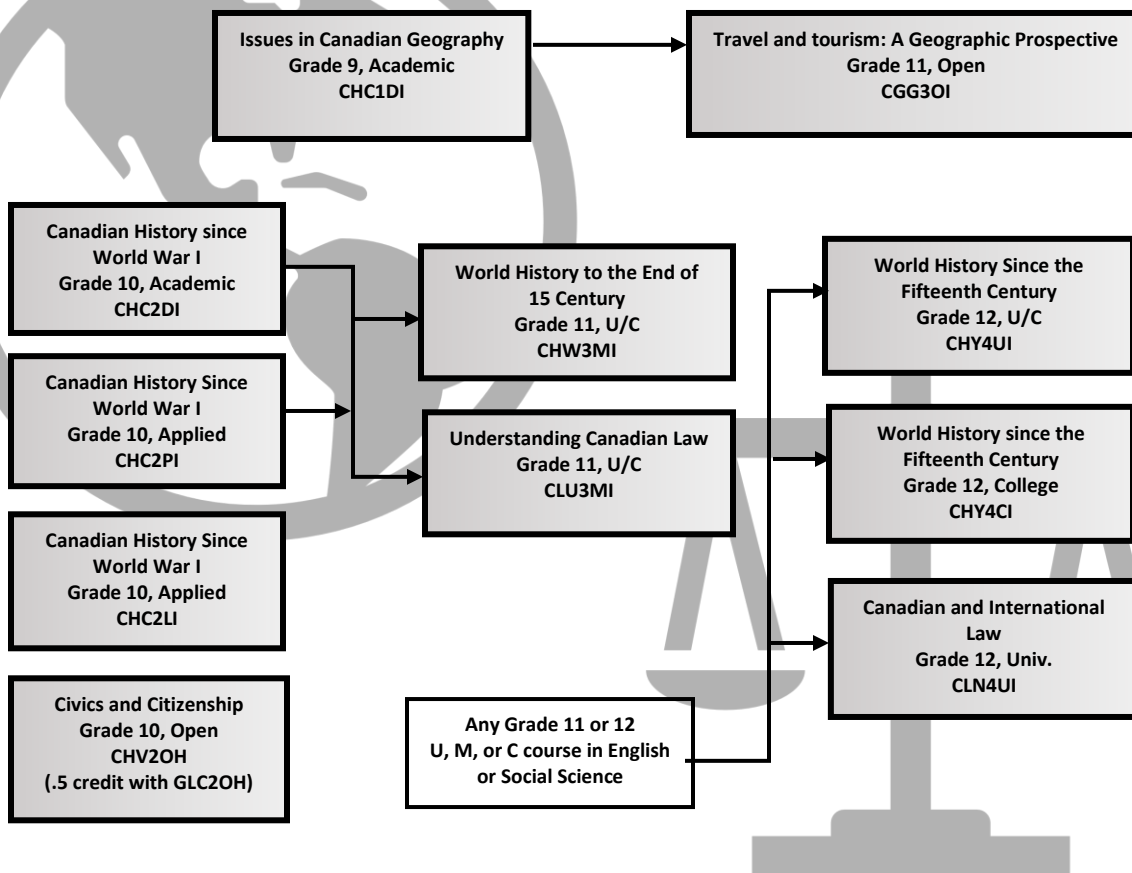 Issues in Canadian Geography
Grade 9, Academic
CHC1DI
Travel and tourism: A Geographic Prospective
Grade 11, Open
CGG3OI
Canadian History since
World War I
Grade 10, Academic
CHC2DI
Canadian History Since
World War I
Grade 10, Applied
CHC2PI
Canadian History Since
World War I
Grade 10, Applied
CHC2LI
Civics and Citizenship
Grade 10, Open
CHV2OH
(.5 credit with GLC2OH)
World History to the End of
15 Century
Grade 11, U/C
CHW3MI
Understanding Canadian Law
Grade 11, U/C
CLU3MI
Any Grade 11 or 12
U, M, or C course in English
or Social Science
World History Since the
Fifteenth Century
Grade 12, U/C
CHY4UI
World History since the
Fifteenth Century
Grade 12, College
CHY4CI
Canadian and International
Law
Grade 12, Univ.
CLN4UI